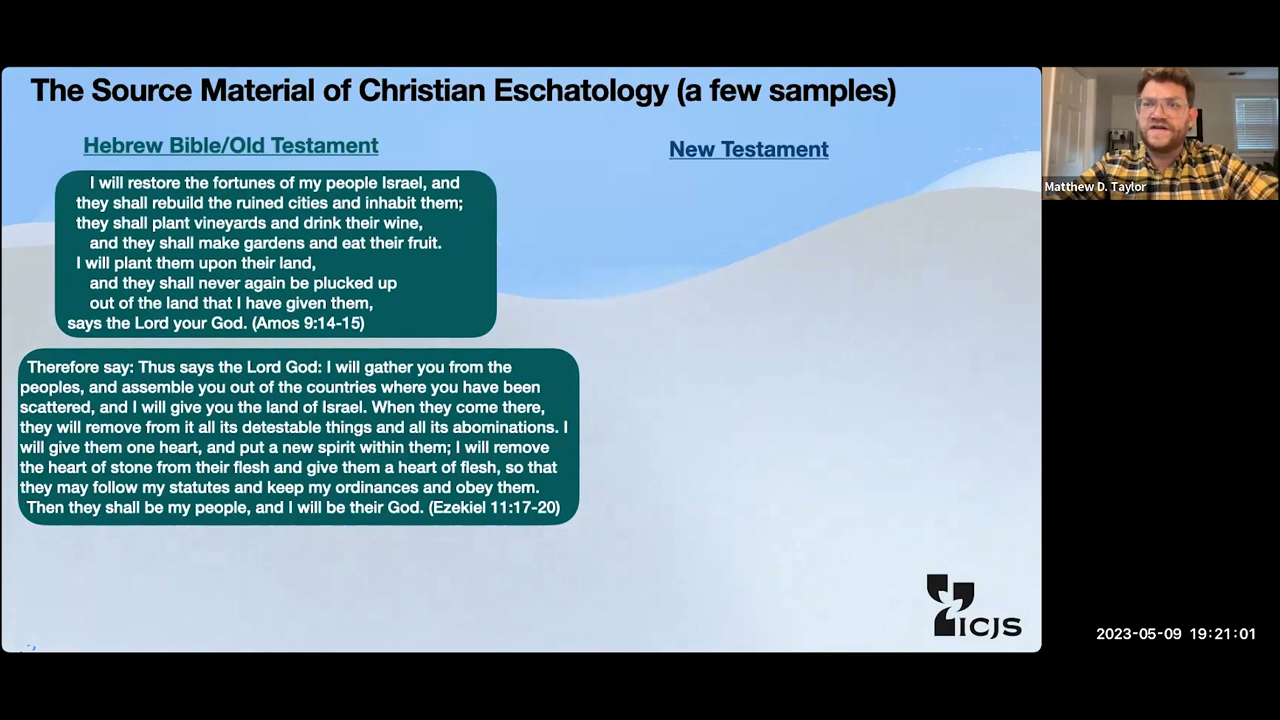 The Source Material of Christian Eschatology (a few samples)
Hebrew Bible/Old Testament
I will restore the fortunes of my people Israel, and
they shall rebuild the ruined cities and inhabit them;
they shall plant vineyards and drink their wine,
and they shall make gardens and eat their fruit.
I will plant them upon their land,
and they shall never again be plucked up
out of the land that I have given them,
says the Lord your God. (Amos 9:14-15)
Therefore say: Thus says the Lord God: I will gather you from the
peoples, and assemble you out of the countries where you have been
scattered, and I will give you the land of Israel. When they come there,
they will remove from it all its detestable things and all its abominations. I
will give them one heart, and put a new spirit within them; I will remove
the heart of stone from their flesh and give them a heart of flesh, so that
they may follow my statutes and keep my ordinances and obey them.
Then they shall be my people, and I will be their God. (Ezekiel 11:17-20)
New Testament
ICJS
Matthew D. Taylor
2023-05-09 19:21:01